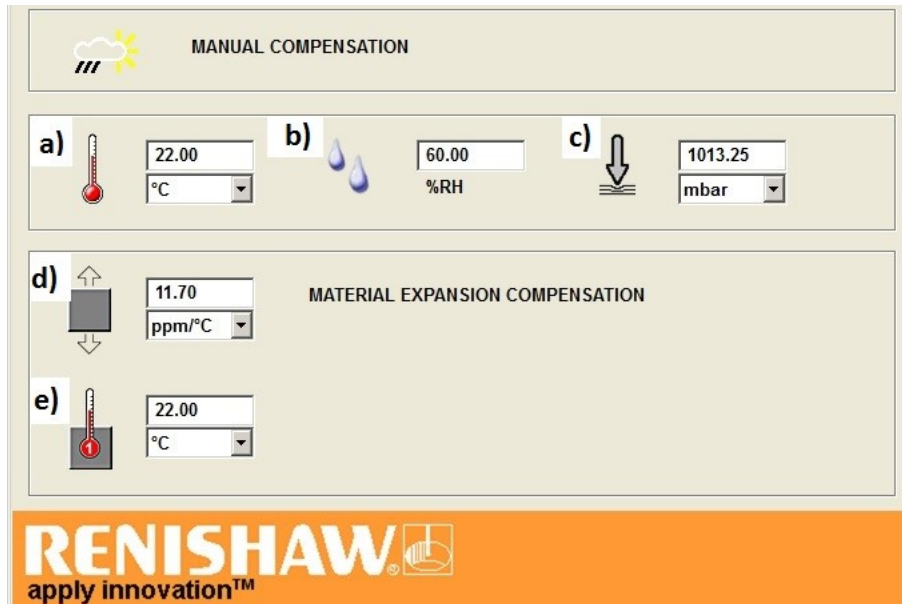 MANUAL COMPENSATION
a) 22.00 b) 60.00 c) 1013.25
°C %RH mbar
d) 11.70 MATERIAL EXPANSION COMPENSATION
ppm/°C
e) 22.00
1 °C
RENISHAW®
apply innovation™